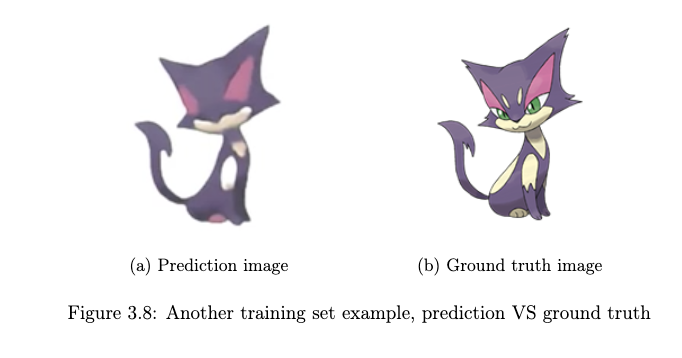 (a) Prediction image
(b) Ground truth image
Figure 3.8: Another training set example, prediction VS ground truth